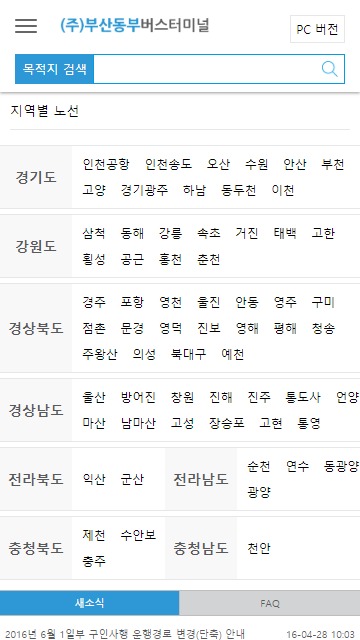 (주)부산동부버스터미널
PC 버전
목적지 검색
지역별 노선
경기도
인천공항 인천송도 오산 수원 안산 부천
고양 경기광주 하남 동두천 이천
강원도
삼척 동해 강릉 속초 거진 태백 고한
횡성 공근 홍천 춘천
경상북도
경주 포항 영천 울진 안동 영주 구미
점촌 문경 영덕 진보 영해 평해 청송
주왕산 의성 북대구 예천
경상남도
울산 방어진 창원 진해 진주 통도사 언양
마산 남마산 고성 장승포 고현 통영
전라북도
익산 군산
전라남도
순천 연수 동광양
광양
충청북도
제천 수안보
충주
충청남도
천안
새소식
FAQ
2016년 6월 1일부 구인사행 운행경로 변경(단축) 안내 16-04-28 10:03